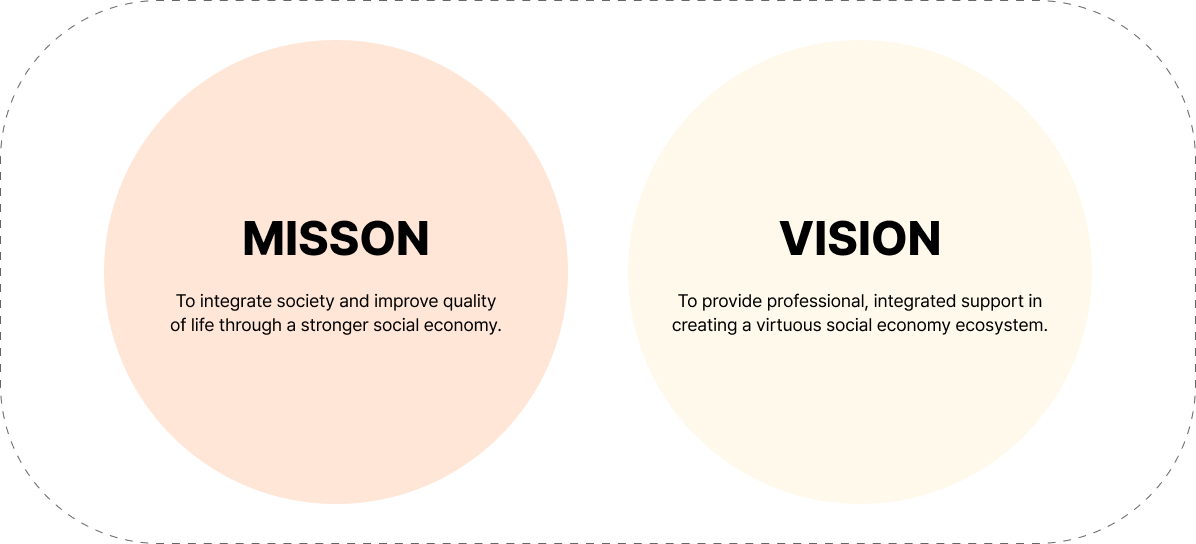 MISSON
To integrate society and improve quality
of life through a stronger social economy.
VISION
To provide professional, integrated support in
creating a virtuous social economy ecosystem.